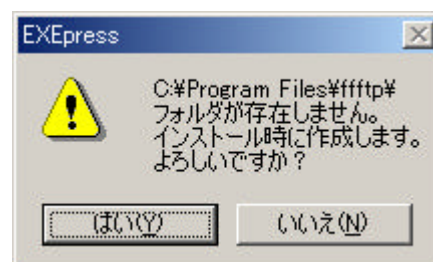 EXEpress
C:¥Program Files¥ffftp¥
フォルダが存在しません。
インストール時に作成します。
よろしいですか？
はい(Y)
いいえ(N)